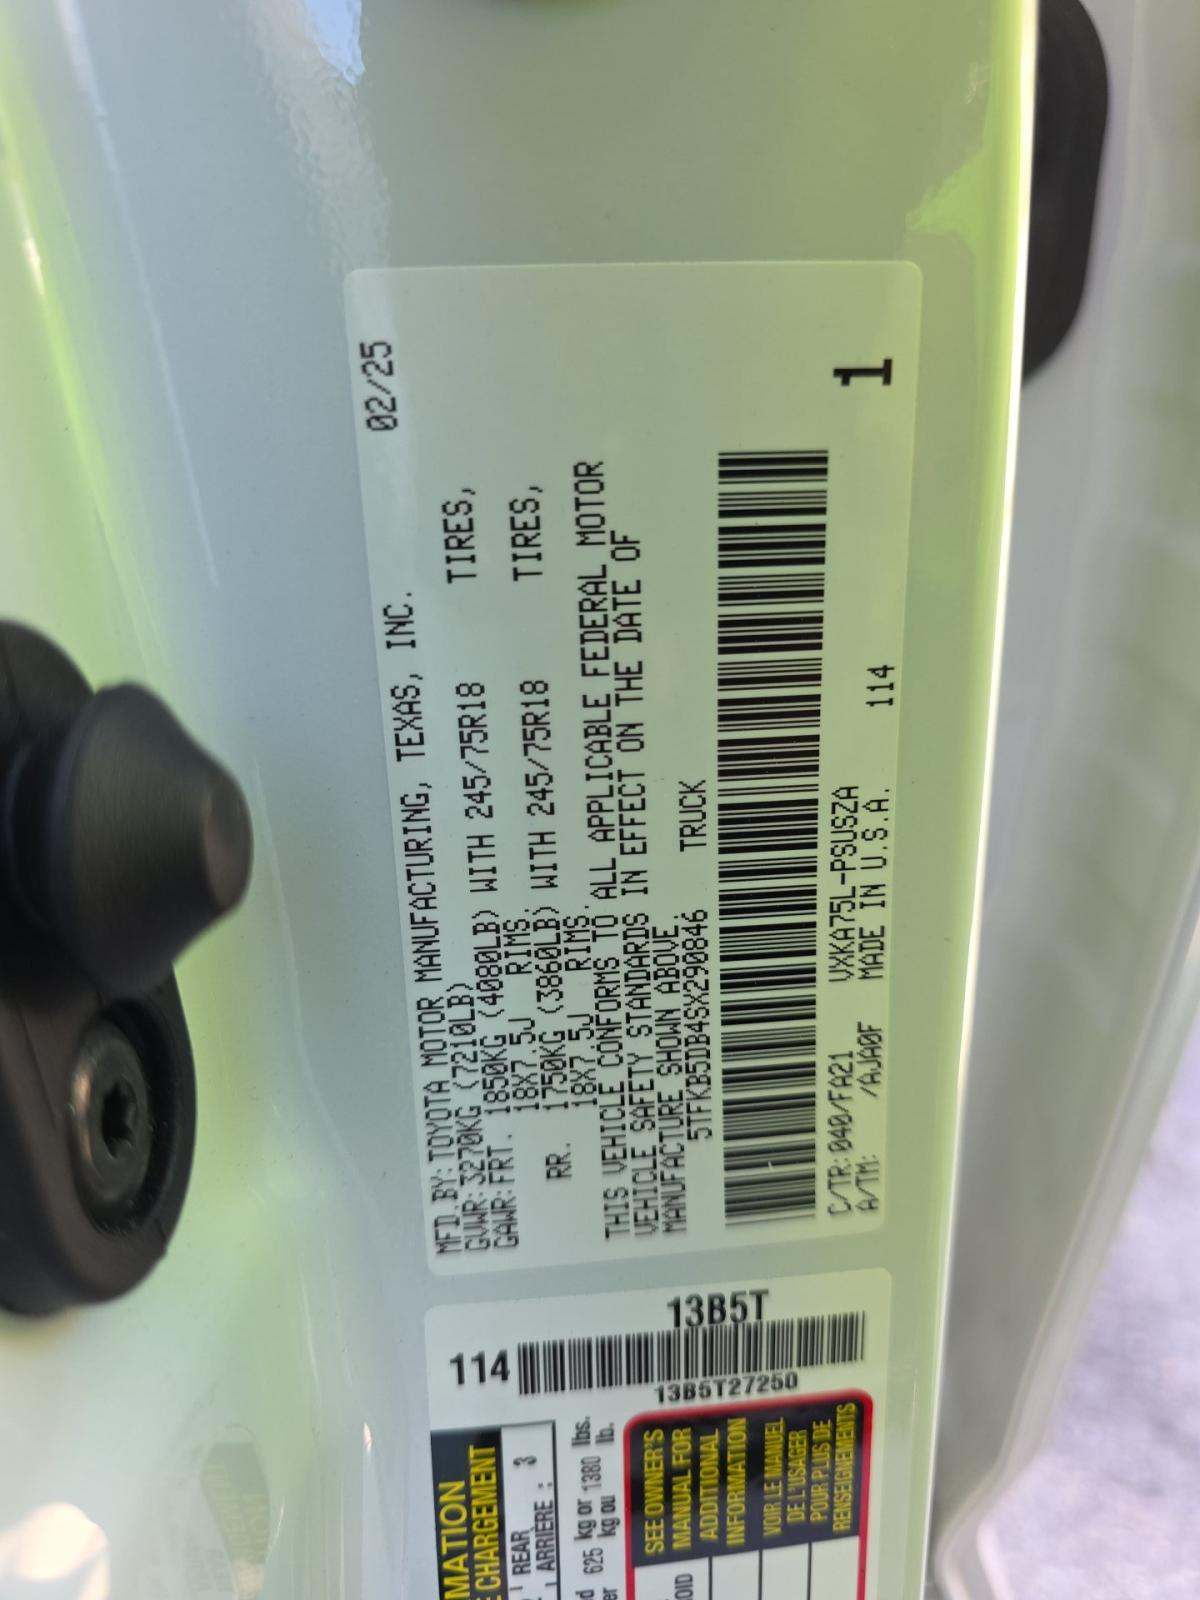 MFD.BY:TOYOTA MOTOR MANUFACTURING, TEXAS, INC. 02/25
GVWR:3270KG (7210LB)
GAWR:FRT. 1850KG (4080LB) WITH 245/75R18 TIRES,
18X7.5J RIMS.
RR. 1750KG (3860LB) WITH 245/75R18 TIRES,
18X7.5J RIMS.
THIS VEHICLE CONFORMS TO ALL APPLICABLE FEDERAL MOTOR
VEHICLE SAFETY STANDARDS IN EFFECT ON THE DATE OF
MANUFACTURE SHOWN ABOVE.
5TFKB5DB4SX290846 TRUCK
C/TR:040/FA21 VXKA75L-PSUSZA
A/TM: /AJA0F MADE IN U.S.A. 114
1
114
13B5T
13B5T27250
REAR 3
ARRIÈRE :
625 kg or 1380 lbs.
kg ou lb.
SEE OWNER'S
MANUAL FOR
ADDITIONAL
INFORMATION
VOIR LE MANUEL
DE L'USAGER
POUR PLUS DE
RENSEIGNEMENTS